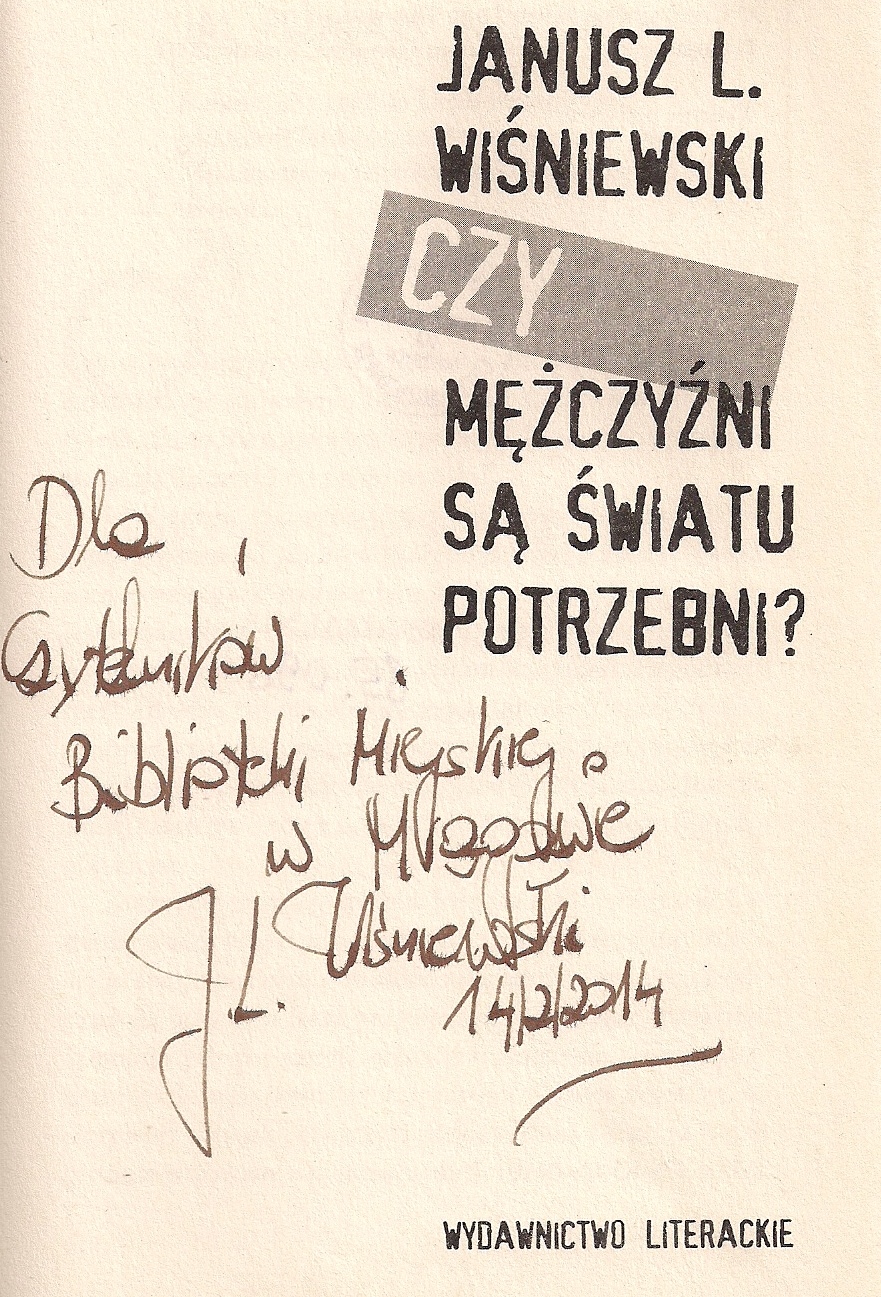 JANUSZ L.
WIŚNIEWSKI
CZY
MĘŻCZYŹNI
SĄ ŚWIATU
POTRZEBNI?
Dla
Czytelników
Biblioteki Miejskiej
w Mrągowie
J.L. Wiśniewski
14/2/2014
WYDAWNICTWO LITERACKIE